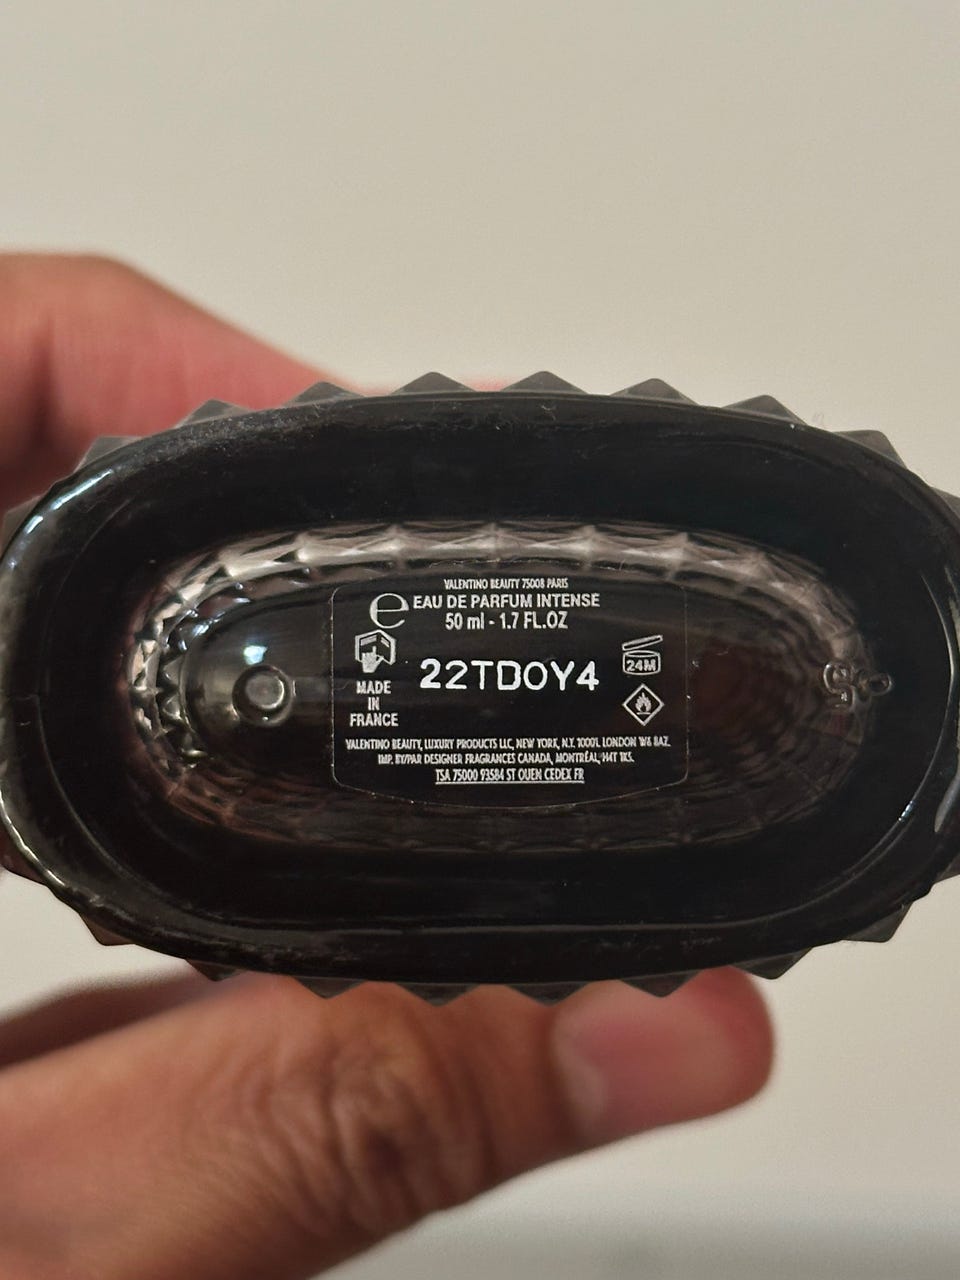 VALENTINO BEAUTY 75008 PARIS
e EAU DE PARFUM INTENSE
50 ml - 1.7 FL.OZ
22TDOY4
24M
MADE
IN
FRANCE
VALENTINO BEAUTY, LUXURY PRODUCTS LLC, NEW YORK, N.Y. 10001. LONDON W6 8AZ.
IMP. BY/PAR DESIGNER FRAGRANCES CANADA, MONTRÉAL, H4T 1K5.
TSA 75000 93584 ST OUEN CEDEX FR